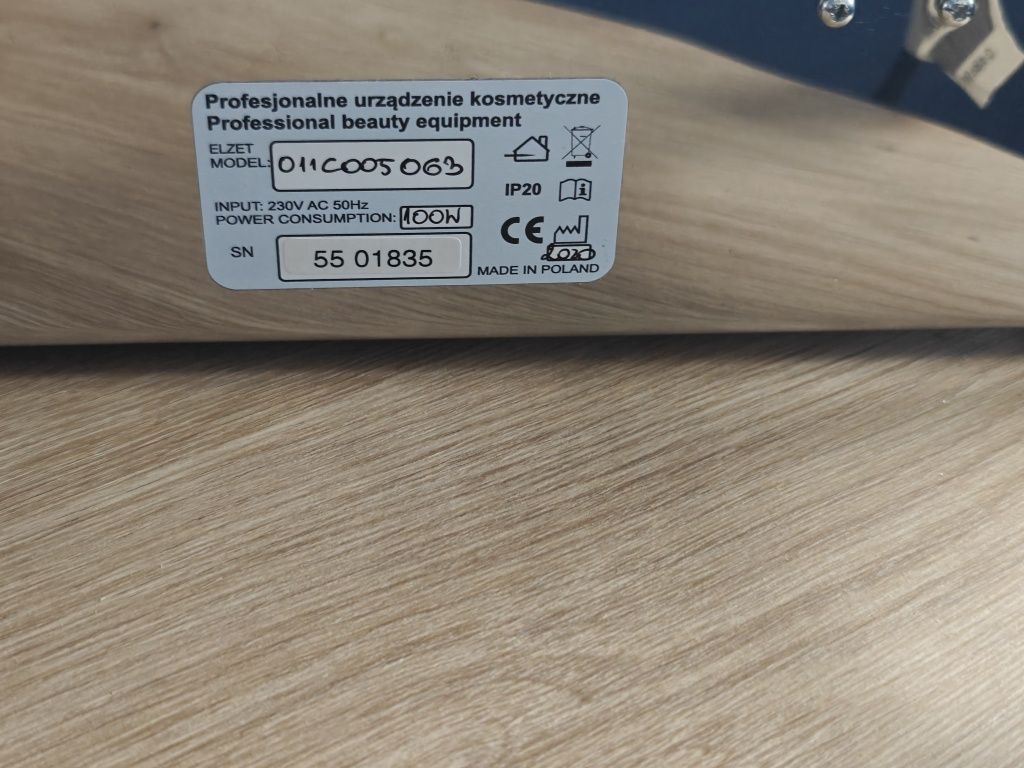 Profesjonalne urządzenie kosmetyczne
Professional beauty equipment
ELZET
MODEL: 011C005063
IP20
INPUT: 230V AC 50Hz
POWER CONSUMPTION: 100W
CE
2020
SN 55 01835
MADE IN POLAND